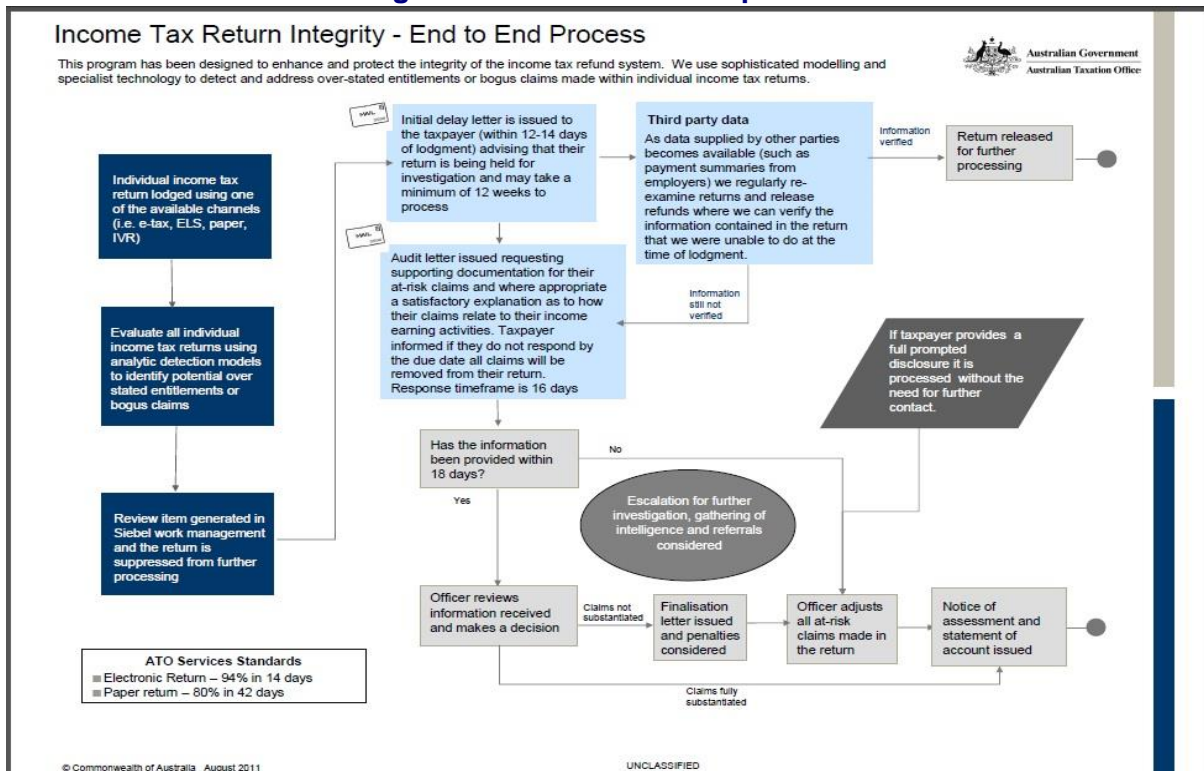 Income Tax Return Integrity - End to End Process
This program has been designed to enhance and protect the integrity of the income tax refund system. We use sophisticated modelling and
specialist technology to detect and address over-stated entitlements or bogus claims made within individual income tax returns.
Australian Government
Australian Taxation Office
Individual income tax
return lodged using one
of the available channels
(i.e. e-tax, ELS, paper,
IVR)
Evaluate all individual
income tax returns using
analytic detection models
to identify potential over
stated entitlements or
bogus claims
Review item generated in
Siebel work management
and the return is
suppressed from further
processing
MAIL
Initial delay letter is issued to
the taxpayer (within 12-14 days
of lodgment) advising that their
return is being held for
investigation and may take a
minimum of 12 weeks to
process
Third party data
As data supplied by other parties
becomes available (such as
payment summaries from
employers) we regularly re-
examine returns and release
refunds where we can verify the
information contained in the return
that we were unable to do at the
time of lodgment.
Information
verified
Return released
for further
processing
MAIL
Audit letter issued requesting
supporting documentation for their
at-risk claims and where appropriate
a satisfactory explanation as to how
their claims relate to their income
earning activities. Taxpayer
informed if they do not respond by
the due date all claims will be
removed from their return.
Response timeframe is 16 days
Information
still not
verified
If taxpayer provides a
full prompted
disclosure it is
processed without the
need for further
contact.
Has the information
been provided within
18 days?
No
Yes
Escalation for further
investigation, gathering of
intelligence and referrals
considered
Officer reviews
information received
and makes a decision
Claims not
substantiated
Finalisation
letter issued
and penalties
considered
Officer adjusts
all at-risk
claims made in
the return
Notice of
assessment and
statement of
account issued
Claims fully
substantiated
ATO Services Standards
Electronic Return – 94% in 14 days
Paper return – 80% in 42 days
© Commonwealth of Australia August 2011
UNCLASSIFIED